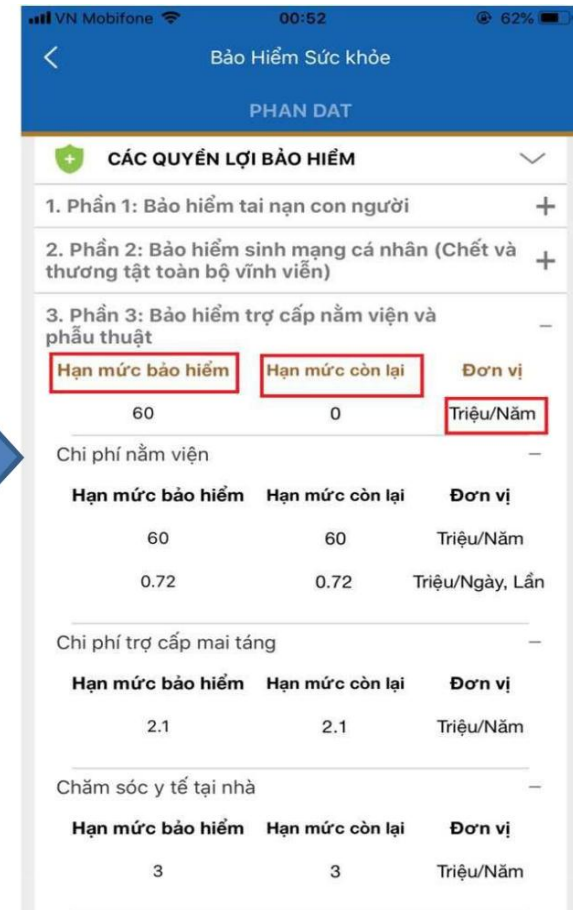 VN Mobifone 00:52 62%
Bảo Hiểm Sức khỏe
PHAN DAT
CÁC QUYỀN LỢI BẢO HIỂM
1. Phần 1: Bảo hiểm tai nạn con người +
2. Phần 2: Bảo hiểm sinh mạng cá nhân (Chết và
thương tật toàn bộ vĩnh viễn) +
3. Phần 3: Bảo hiểm trợ cấp nằm viện và
phẫu thuật –
Hạn mức bảo hiểm Hạn mức còn lại Đơn vị
60 0 Triệu/Năm
Chi phí nằm viện –
Hạn mức bảo hiểm Hạn mức còn lại Đơn vị
60 60 Triệu/Năm
0.72 0.72 Triệu/Ngày, Lần
Chi phí trợ cấp mai táng –
Hạn mức bảo hiểm Hạn mức còn lại Đơn vị
2.1 2.1 Triệu/Năm
Chăm sóc y tế tại nhà –
Hạn mức bảo hiểm Hạn mức còn lại Đơn vị
3 3 Triệu/Năm